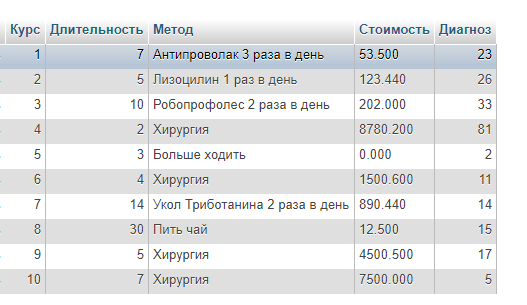 Курс Длительность Метод Стоимость Диагноз
1 7 Антипроволак 3 раза в день 53.500 23
2 5 Лизоцилин 1 раз в день 123.440 26
3 10 Робопрофолес 2 раза в день 202.000 33
4 2 Хирургия 8780.200 81
5 3 Больше ходить 0.000 2
6 4 Хирургия 1500.600 11
7 14 Укол Триботанина 2 раза в день 890.440 14
8 30 Пить чай 12.500 15
9 5 Хирургия 4500.500 17
10 7 Хирургия 7500.000 5